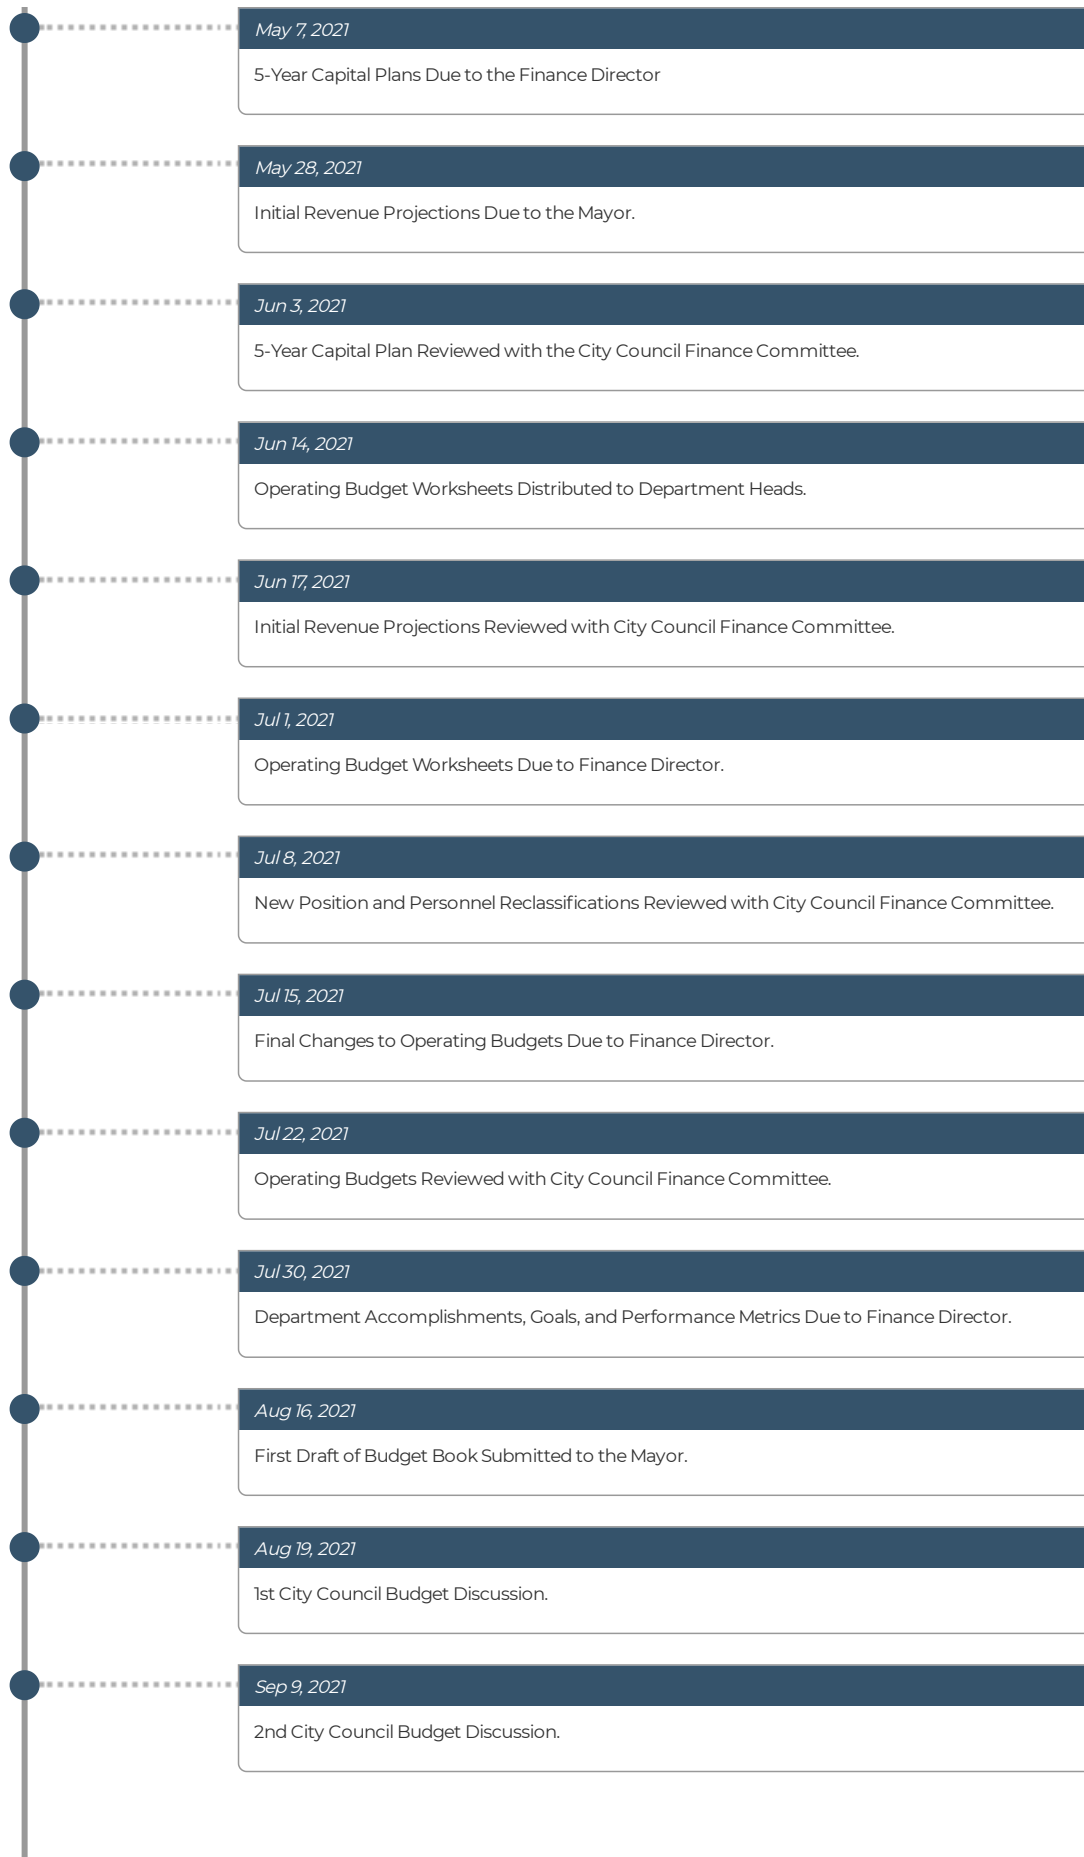 May 7, 2021
5-Year Capital Plans Due to the Finance Director
May 28, 2021
Initial Revenue Projections Due to the Mayor.
Jun 3, 2021
5-Year Capital Plan Reviewed with the City Council Finance Committee.
Jun 14, 2021
Operating Budget Worksheets Distributed to Department Heads.
Jun 17, 2021
Initial Revenue Projections Reviewed with City Council Finance Committee.
Jul 1, 2021
Operating Budget Worksheets Due to Finance Director.
Jul 8, 2021
New Position and Personnel Reclassifications Reviewed with City Council Finance Committee.
Jul 15, 2021
Final Changes to Operating Budgets Due to Finance Director.
Jul 22, 2021
Operating Budgets Reviewed with City Council Finance Committee.
Jul 30, 2021
Department Accomplishments, Goals, and Performance Metrics Due to Finance Director.
Aug 16, 2021
First Draft of Budget Book Submitted to the Mayor.
Aug 19, 2021
1st City Council Budget Discussion.
Sep 9, 2021
2nd City Council Budget Discussion.